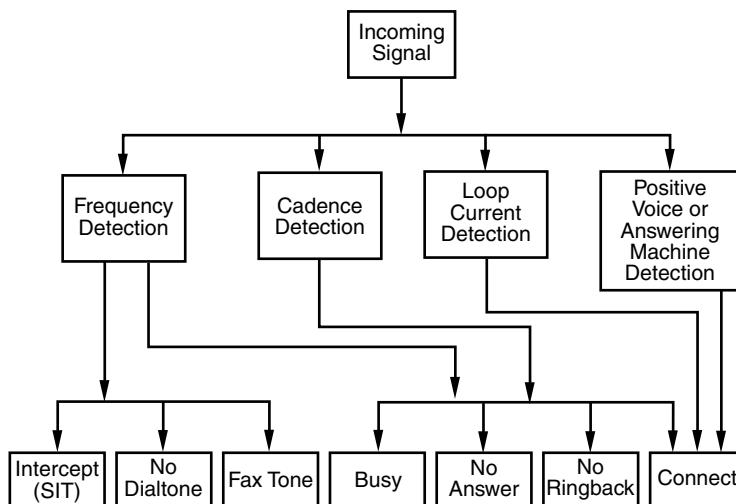 Incoming
Signal
Frequency
Detection
Cadence
Detection
Loop
Current
Detection
Positive
Voice or
Answering
Machine
Detection
Intercept
(SIT)
No
Dialtone
Fax Tone
Busy
No
Answer
No
Ringback
Connect